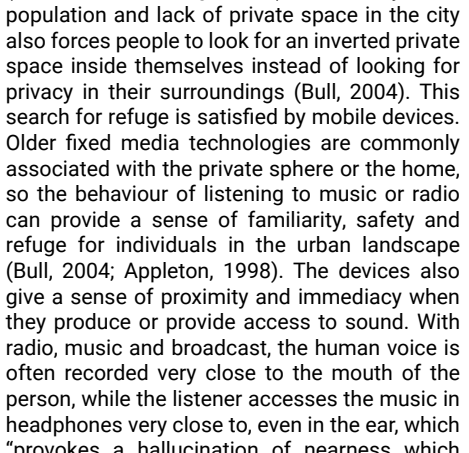 population and lack of private space in the city
also forces people to look for an inverted private
space inside themselves instead of looking for
privacy in their surroundings (Bull, 2004). This
search for refuge is satisfied by mobile devices.
Older fixed media technologies are commonly
associated with the private sphere or the home,
so the behaviour of listening to music or radio
can provide a sense of familiarity, safety and
refuge for individuals in the urban landscape
(Bull, 2004; Appleton, 1998). The devices also
give a sense of proximity and immediacy when
they produce or provide access to sound. With
radio, music and broadcast, the human voice is
often recorded very close to the mouth of the
person, while the listener accesses the music in
headphones very close to, even in the ear, which
“provokes a hallucination of nearness which